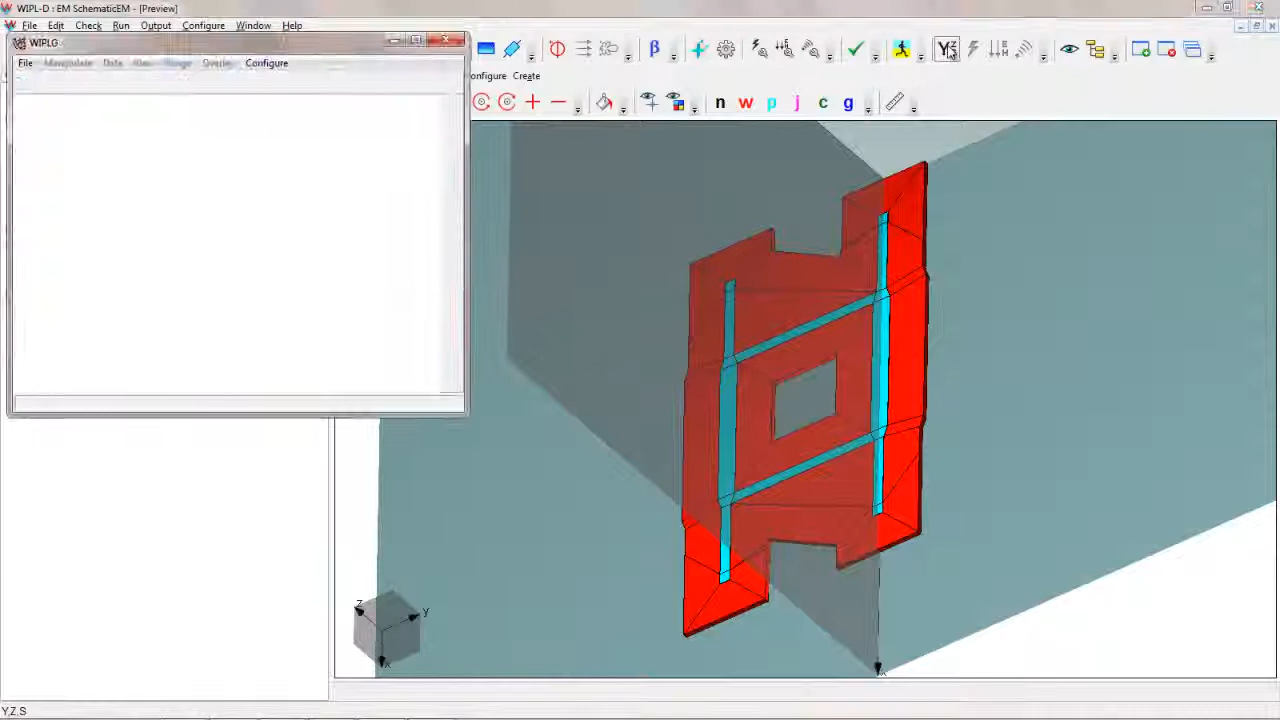 WIPL-D : EM SchematicEM - [Preview]
File Edit Check Run Output Configure Window Help
WIPLG
File Manipulate Data Configure
β Y
onfigure Create
n w p j c g
z
y
x
x
Y,Z,S